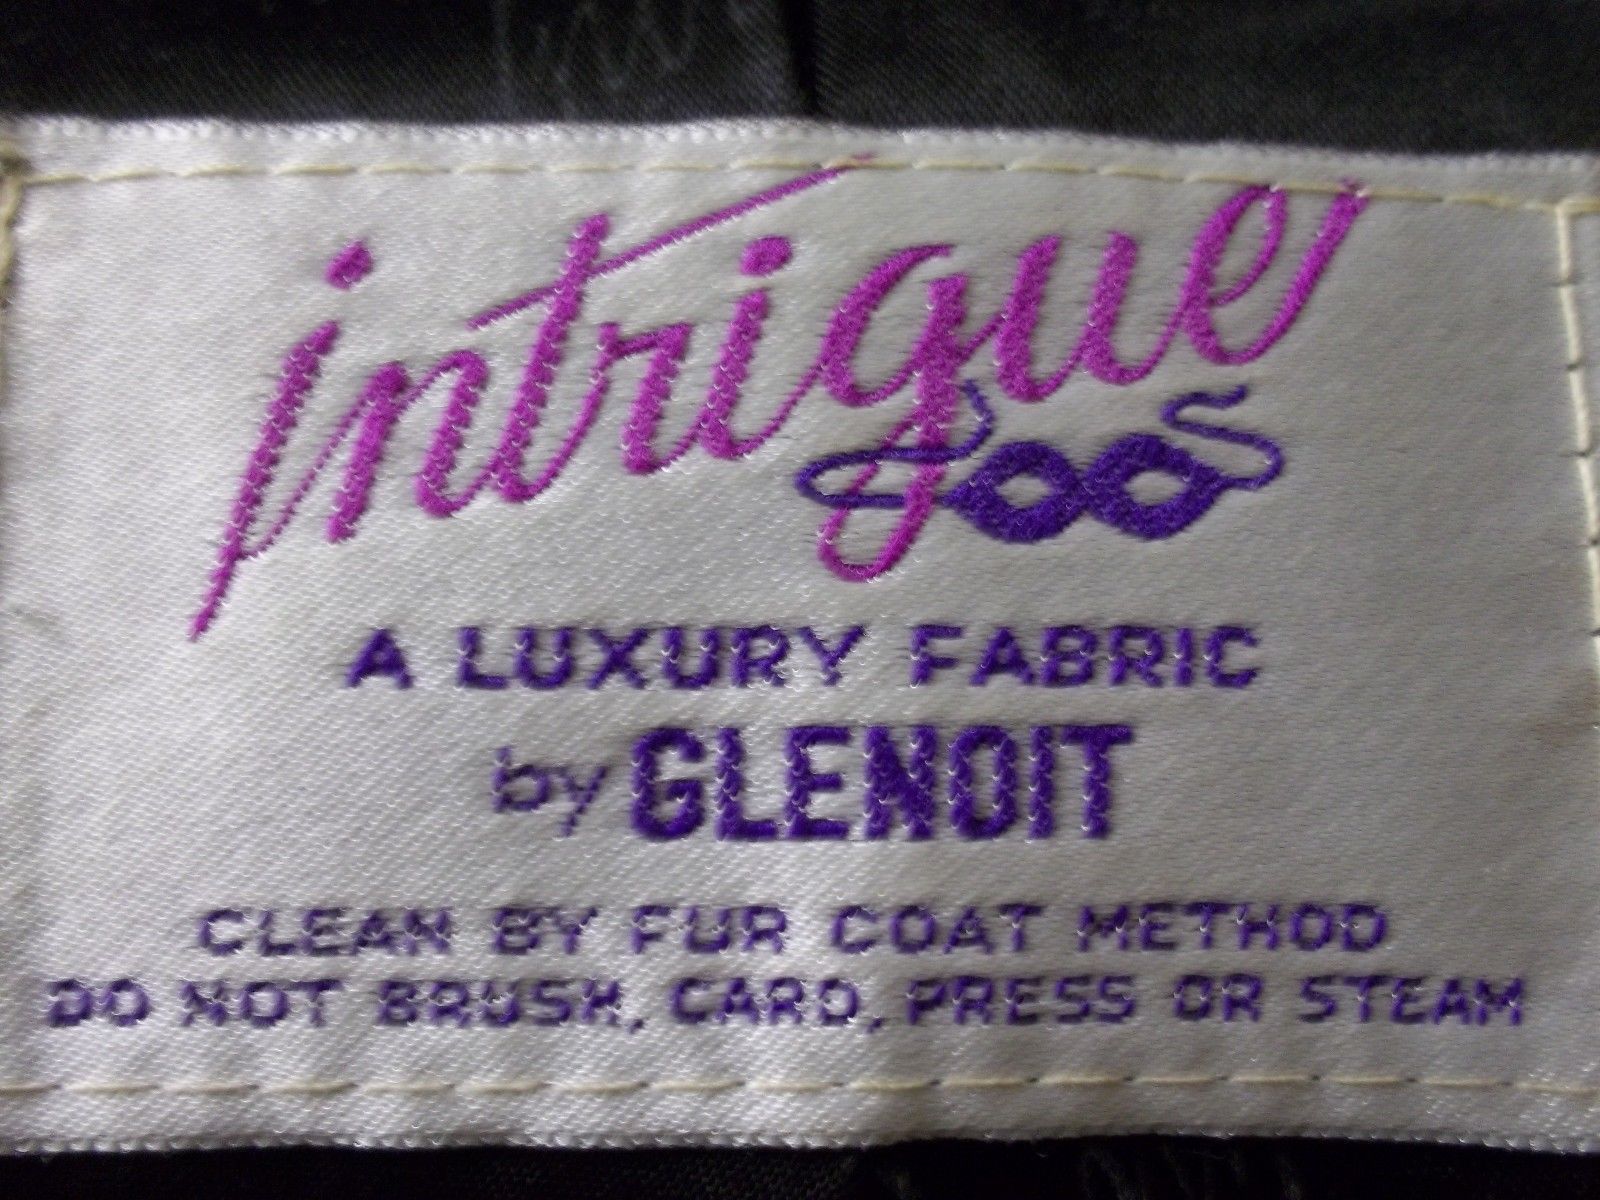 intrigue
A LUXURY FABRIC
by GLENOIT
CLEAN BY FUR COAT METHOD
DO NOT BRUSH, CARD, PRESS OR STEAM